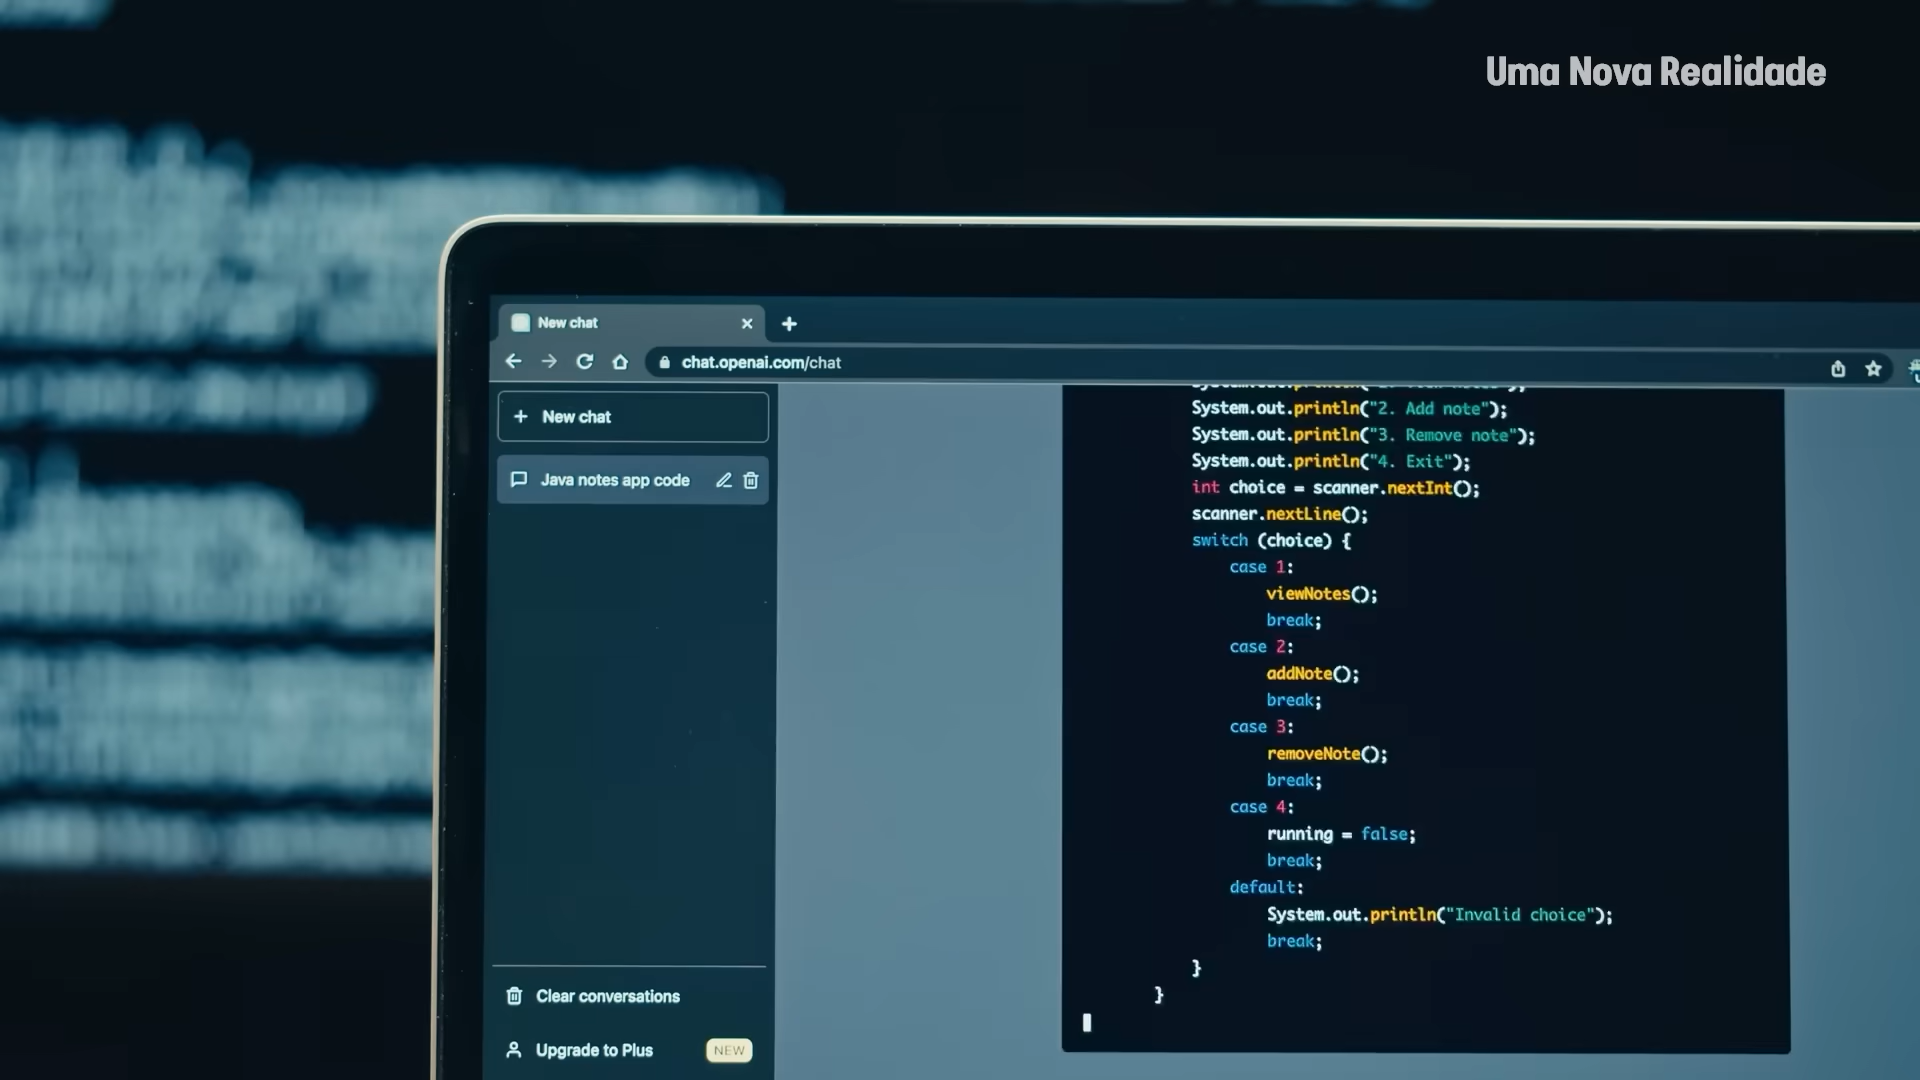 Uma Nova Realidade
New chat
chat.openai.com/chat
New chat
Java notes app code
Clear conversations
Upgrade to Plus NEW
System.out.println("2. Add note");
System.out.println("3. Remove note");
System.out.println("4. Exit");
int choice = scanner.nextInt();
scanner.nextLine();
switch (choice) {
case 1:
viewNotes();
break;
case 2:
addNote();
break;
case 3:
removeNote();
break;
case 4:
running = false;
break;
default:
System.out.println("Invalid choice");
break;
}
}